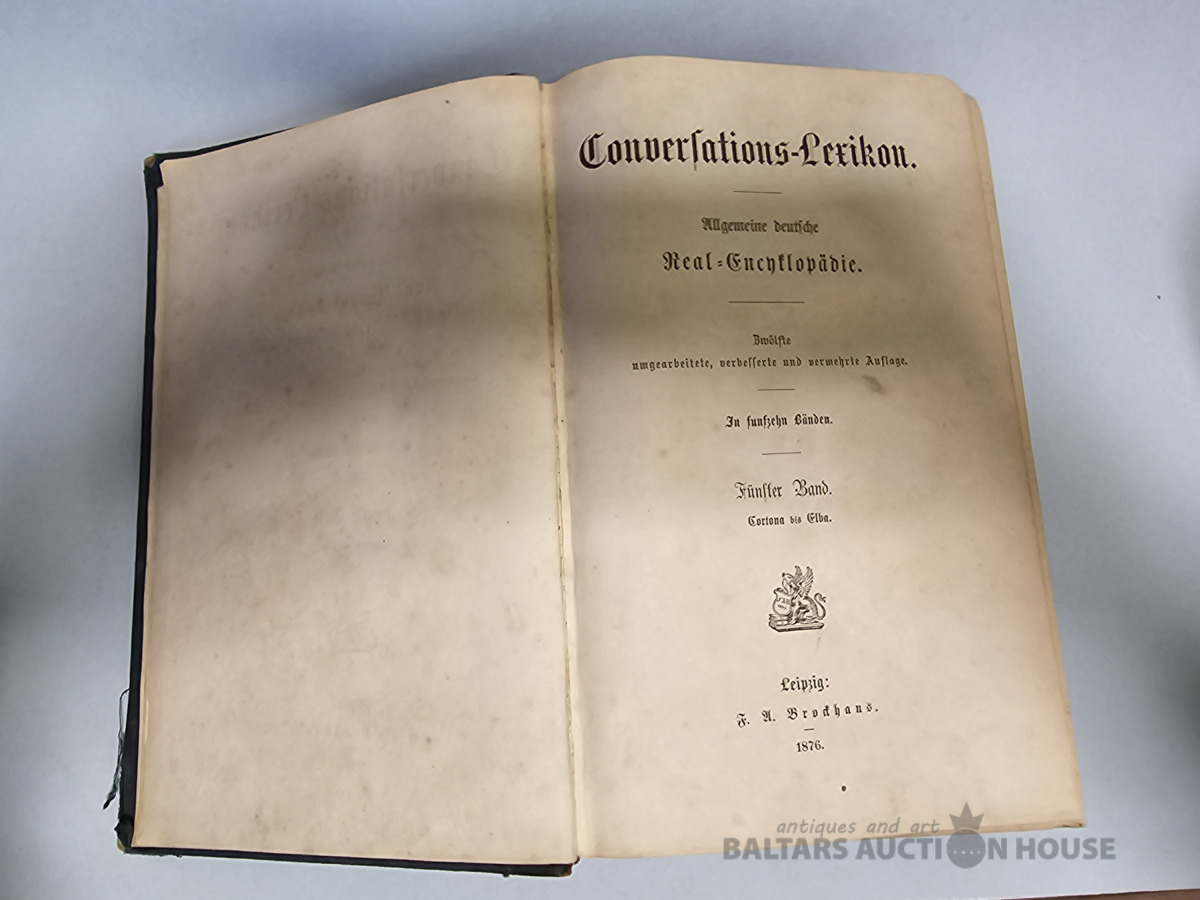 Conversations-Lexikon.
Allgemeine deutsche
Real-Encyklopädie.
Zwölfte
umgearbeitete, verbesserte und vermehrte Auflage.
In funfzehn Bänden.
Fünfter Band.
Cortona bis Elba.
Leipzig:
F. A. Brockhaus.
1876.
antiques and art
BALTARS AUCTION HOUSE